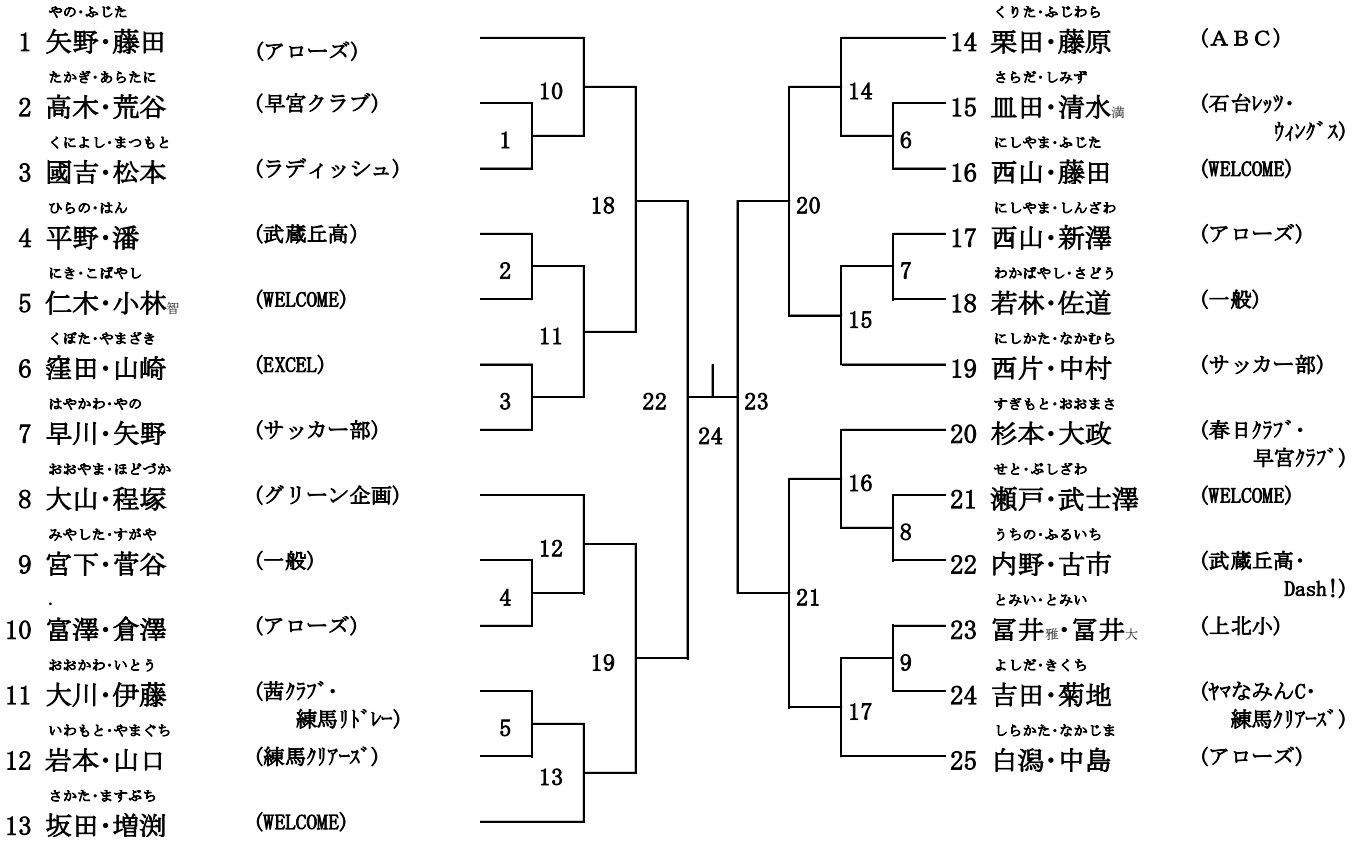 やの・ふじた
1 矢野・藤田 (アローズ)
たかぎ・あらたに
2 高木・荒谷 (早宮クラブ)
くによし・まつもと
3 國吉・松本 (ラディッシュ)
ひらの・はん
4 平野・潘 (武蔵丘高)
にき・こばやし
5 仁木・小林智 (WELCOME)
くぼた・やまざき
6 窪田・山崎 (EXCEL)
はやかわ・やの
7 早川・矢野 (サッカー部)
おおやま・ほどづか
8 大山・程塚 (グリーン企画)
みやした・すがや
9 宮下・菅谷 (一般)
.
10 富澤・倉澤 (アローズ)
おおかわ・いとう
11 大川・伊藤 (茜ｸﾗﾌﾞ・
練馬ﾘﾄﾞﾚｰ)
いわもと・やまぐち
12 岩本・山口 (練馬ｸﾘｱｰｽﾞ)
さかた・ますぶち
13 坂田・増渕 (WELCOME)
10
1
18
2
11
3
22
12
4
19
5
13
24
23
14
6
20
7
15
16
8
21
9
17
くりた・ふじわら
14 栗田・藤原 (ＡＢＣ)
さらだ・しみず
15 皿田・清水満 (石台ﾚｯﾂ・
ｳｨﾝｸﾞｽ)
にしやま・ふじた
16 西山・藤田 (WELCOME)
にしやま・しんざわ
17 西山・新澤 (アローズ)
わかばやし・さどう
18 若林・佐道 (一般)
にしかた・なかむら
19 西片・中村 (サッカー部)
すぎもと・おおまさ
20 杉本・大政 (春日ｸﾗﾌﾞ・
早宮ｸﾗﾌﾞ)
せと・ぶしざわ
21 瀬戸・武士澤 (WELCOME)
うちの・ふるいち
22 内野・古市 (武蔵丘高・
Dash!)
とみい・とみい
23 冨井雅・冨井大 (上北小)
よしだ・きくち
24 吉田・菊地 (ﾔﾏなみんC・
練馬ｸﾘｱｰｽﾞ)
しらかた・なかじま
25 白潟・中島 (アローズ)